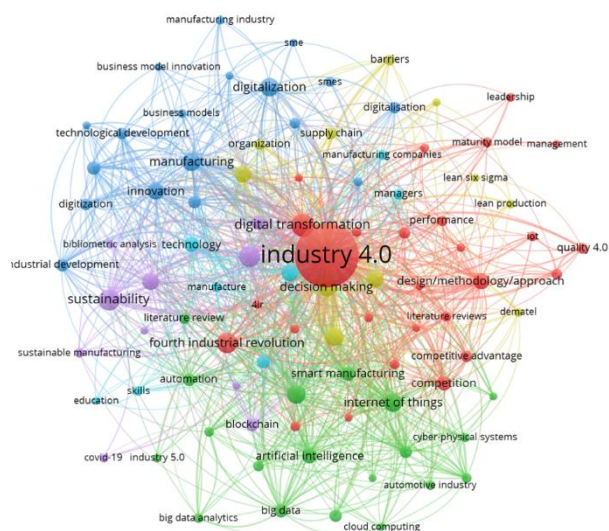 manufacturing industry
sme
barriers
business model innovation
digitalization
smes
leadership
business models
digitalisation
technological development
supply chain
organization
maturity model
management
manufacturing
manufacturing companies
lean six sigma
digitization
innovation
managers
lean production
digital transformation
performance
iot
bibliometric analysis
technology
quality 4.0
industry 4.0
industrial development
manufacture
decision making
design/methodology/approach
sustainability
4ir
dematel
literature review
literature reviews
fourth industrial revolution
sustainable manufacturing
competitive advantage
automation
smart manufacturing
competition
education
skills
internet of things
blockchain
cyber-physical systems
covid-19
industry 5.0
artificial intelligence
automotive industry
big data analytics
big data
cloud computing